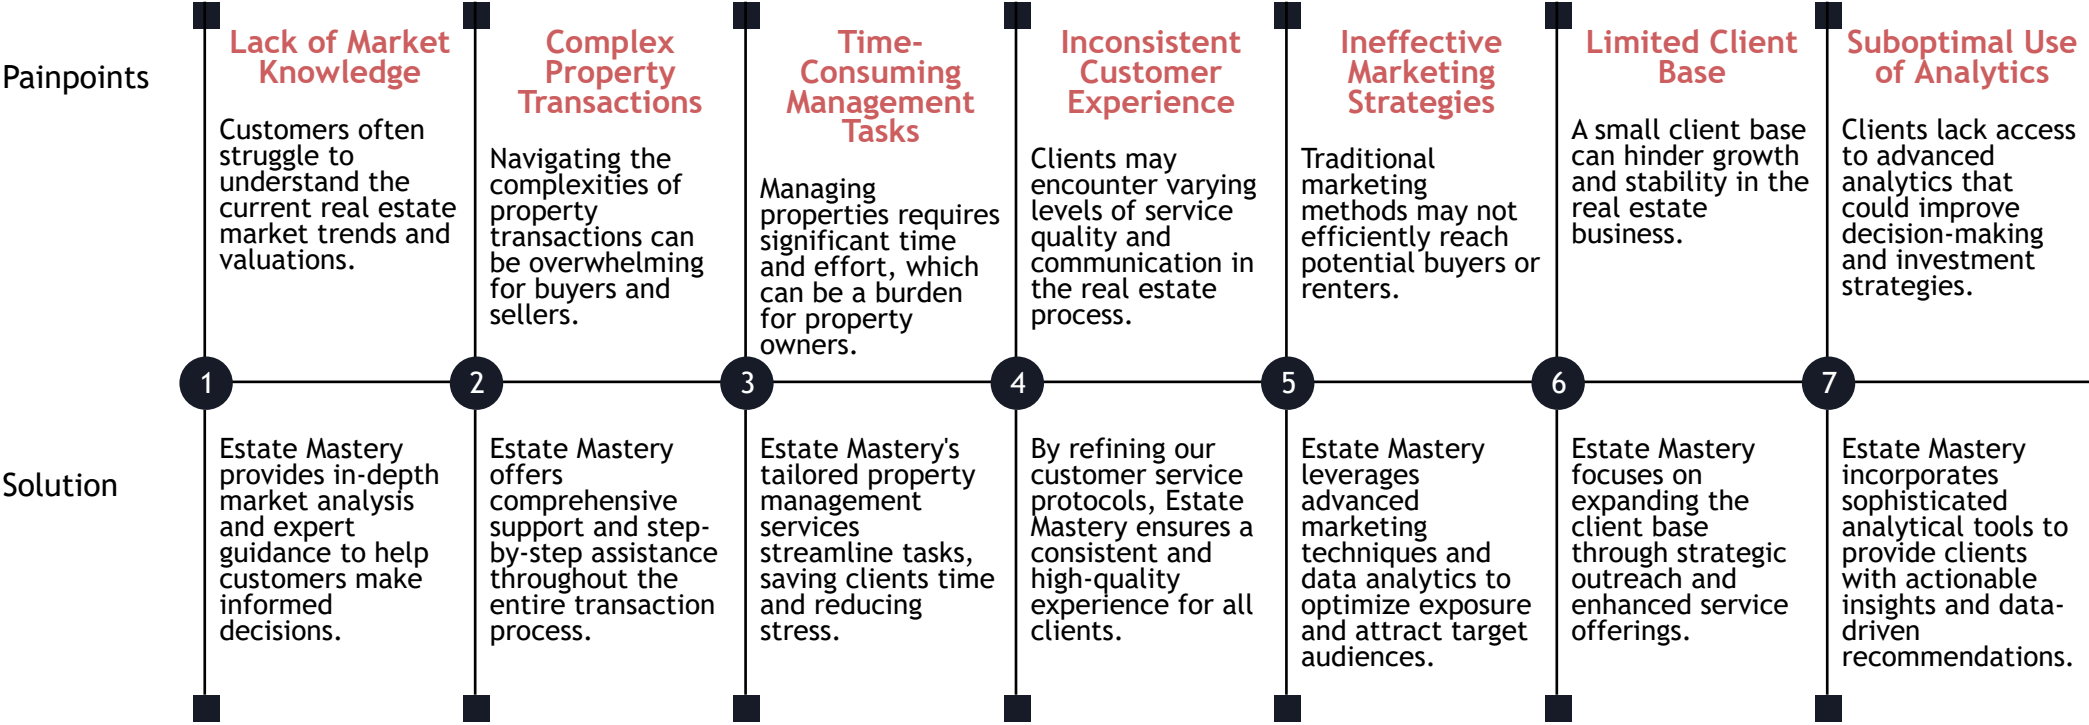 Painpoints
Lack of Market
Knowledge
Customers often
struggle to
understand the
current real estate
market trends and
valuations.
Complex
Property
Transactions
Navigating the
complexities of
property
transactions can
be overwhelming
for buyers and
sellers.
Time-
Consuming
Management
Tasks
Managing
properties requires
significant time
and effort, which
can be a burden
for property
owners.
Inconsistent
Customer
Experience
Clients may
encounter varying
levels of service
quality and
communication in
the real estate
process.
Ineffective
Marketing
Strategies
Traditional
marketing
methods may not
efficiently reach
potential buyers or
renters.
Limited Client
Base
A small client base
can hinder growth
and stability in the
real estate
business.
Suboptimal Use
of Analytics
Clients lack access
to advanced
analytics that
could improve
decision-making
and investment
strategies.
1
2
3
4
5
6
7
Solution
Estate Mastery
provides in-depth
market analysis
and expert
guidance to help
customers make
informed
decisions.
Estate Mastery
offers
comprehensive
support and step-
by-step assistance
throughout the
entire transaction
process.
Estate Mastery's
tailored property
management
services
streamline tasks,
saving clients time
and reducing
stress.
By refining our
customer service
protocols, Estate
Mastery ensures a
consistent and
high-quality
experience for all
clients.
Estate Mastery
leverages
advanced
marketing
techniques and
data analytics to
optimize exposure
and attract target
audiences.
Estate Mastery
focuses on
expanding the
client base
through strategic
outreach and
enhanced service
offerings.
Estate Mastery
incorporates
sophisticated
analytical tools to
provide clients
with actionable
insights and data-
driven
recommendations.